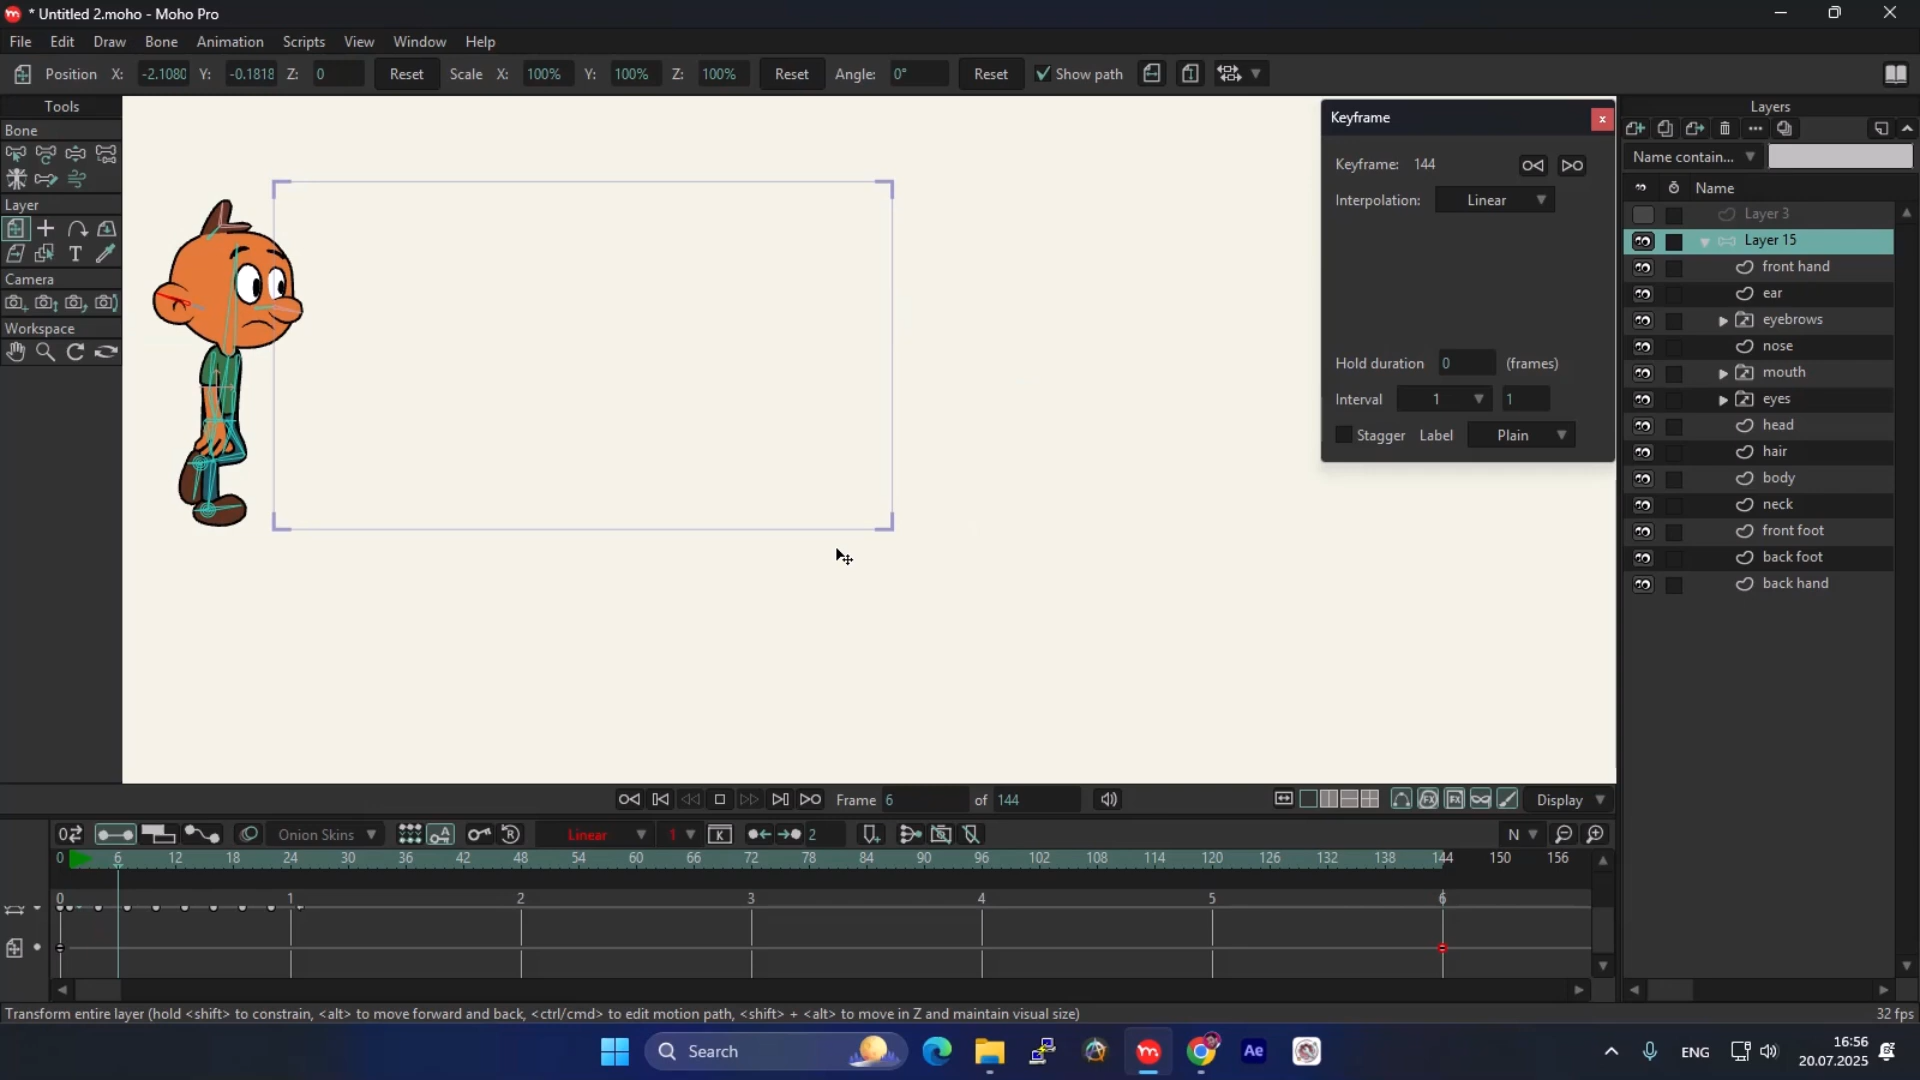 * Untitled 2.moho - Moho Pro
File Edit Draw Bone Animation Scripts View Window Help
Position X: -2.1080 Y: -0.1818 Z: 0 Reset Scale X: 100% Y: 100% Z: 100% Reset Angle: 0° Reset Show path
Tools
Bone
Layer
T
Camera
Workspace
Keyframe
x
Keyframe: 144
Interpolation: Linear
Hold duration 0 (frames)
Interval 1 1
Stagger Label Plain
Layers
Name contain...
Name
Layer 3
Layer 15
front hand
ear
eyebrows
nose
mouth
eyes
head
hair
body
neck
front foot
back foot
back hand
Frame 6 of 144
Display
Onion Skins
Linear 1 K 2 N
0 6 12 18 24 30 36 42 48 54 60 66 72 78 84 90 96 102 108 114 120 126 132 138 144 150 156
0 1 2 3 4 5 6
Transform entire layer (hold <shift> to constrain, <alt> to move forward and back, <ctrl/cmd> to edit motion path, <shift> + <alt> to move in Z and maintain visual size)
32 fps
Search
Ae
ENG
16:56
20.07.2025